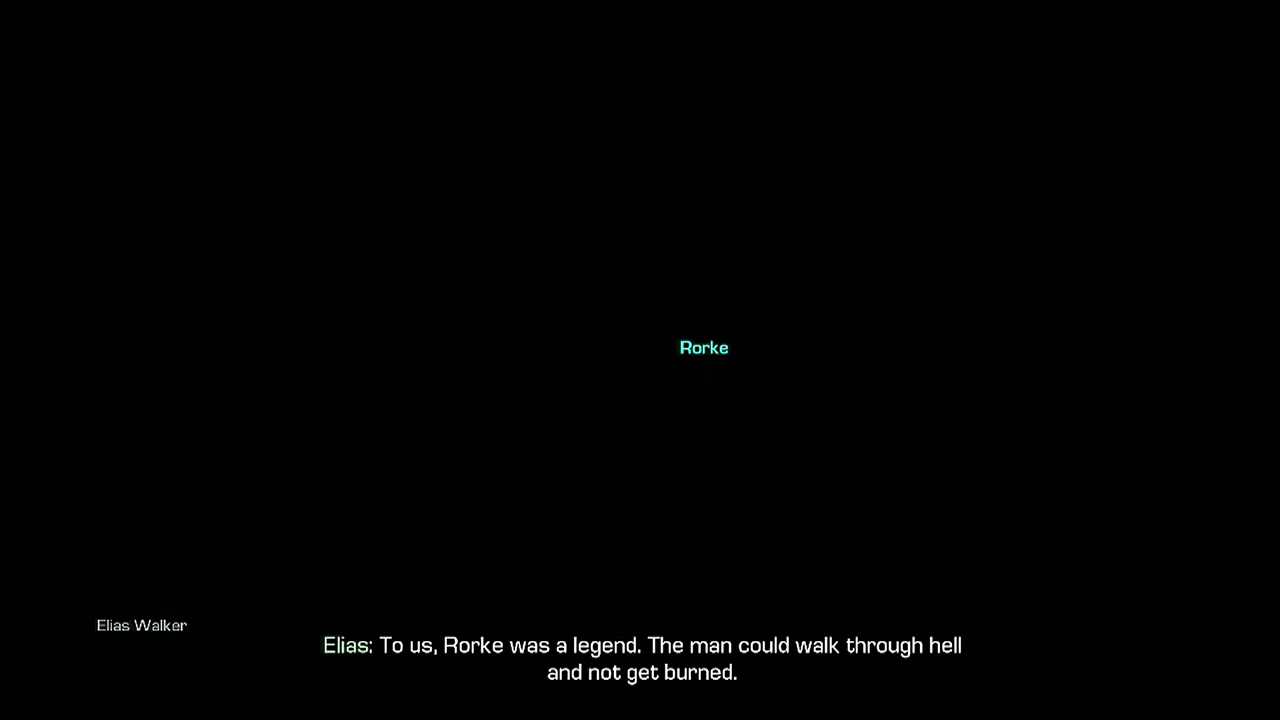 Rorke
Elias Walker
Elias: To us, Rorke was a legend. The man could walk through hell
and not get burned.